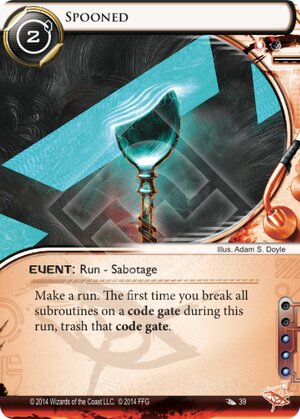 Spooned
2
Illus. Adam S. Doyle
EVENT: Run - Sabotage
Make a run. The first time you break all
subroutines on a code gate during this
run, trash that code gate.
© 2014 Wizards of the Coast LLC. © 2014 FFG
39